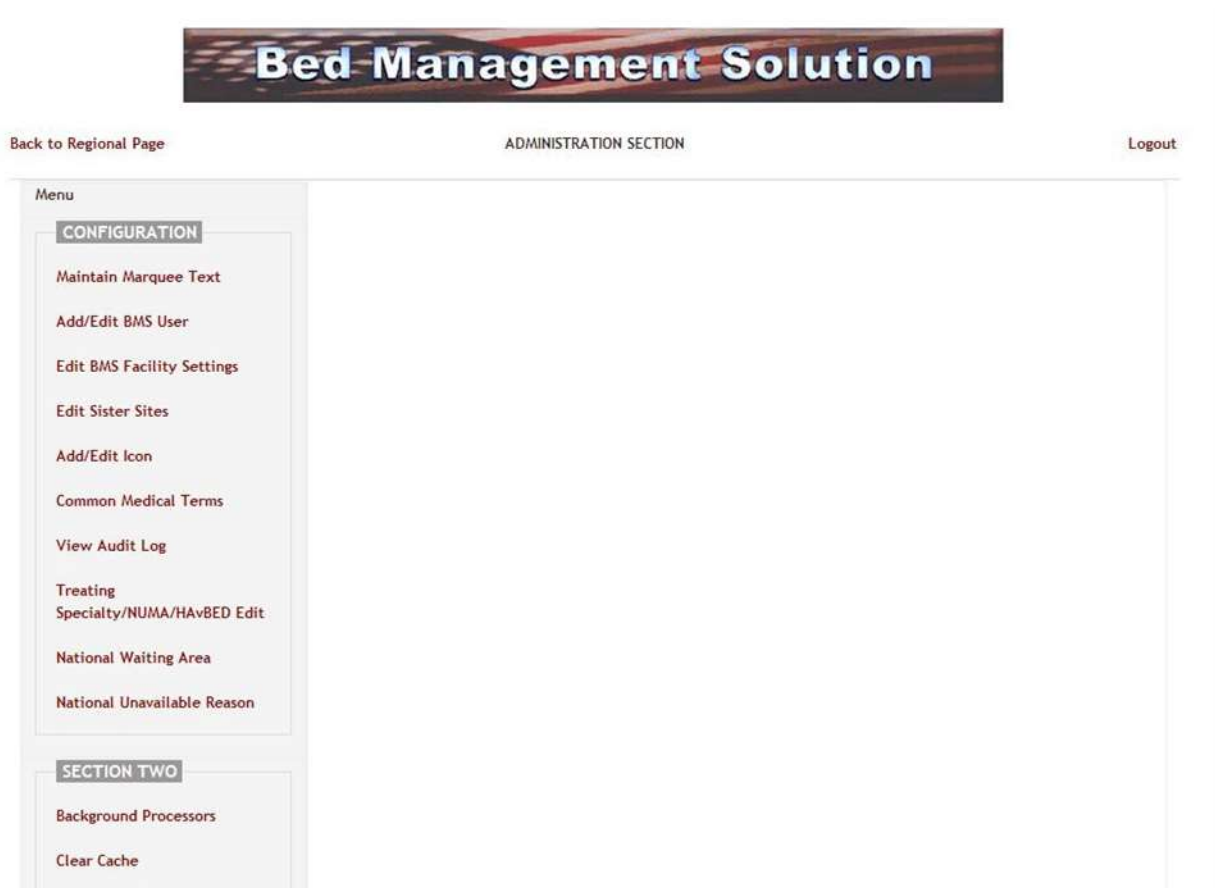 Bed Management Solution
Back to Regional Page
ADMINISTRATION SECTION
Logout
Menu
CONFIGURATION
Maintain Marquee Text
Add/Edit BMS User
Edit BMS Facility Settings
Edit Sister Sites
Add/Edit Icon
Common Medical Terms
View Audit Log
Treating
Specialty/NUMA/HAvBED Edit
National Waiting Area
National Unavailable Reason
SECTION TWO
Background Processors
Clear Cache